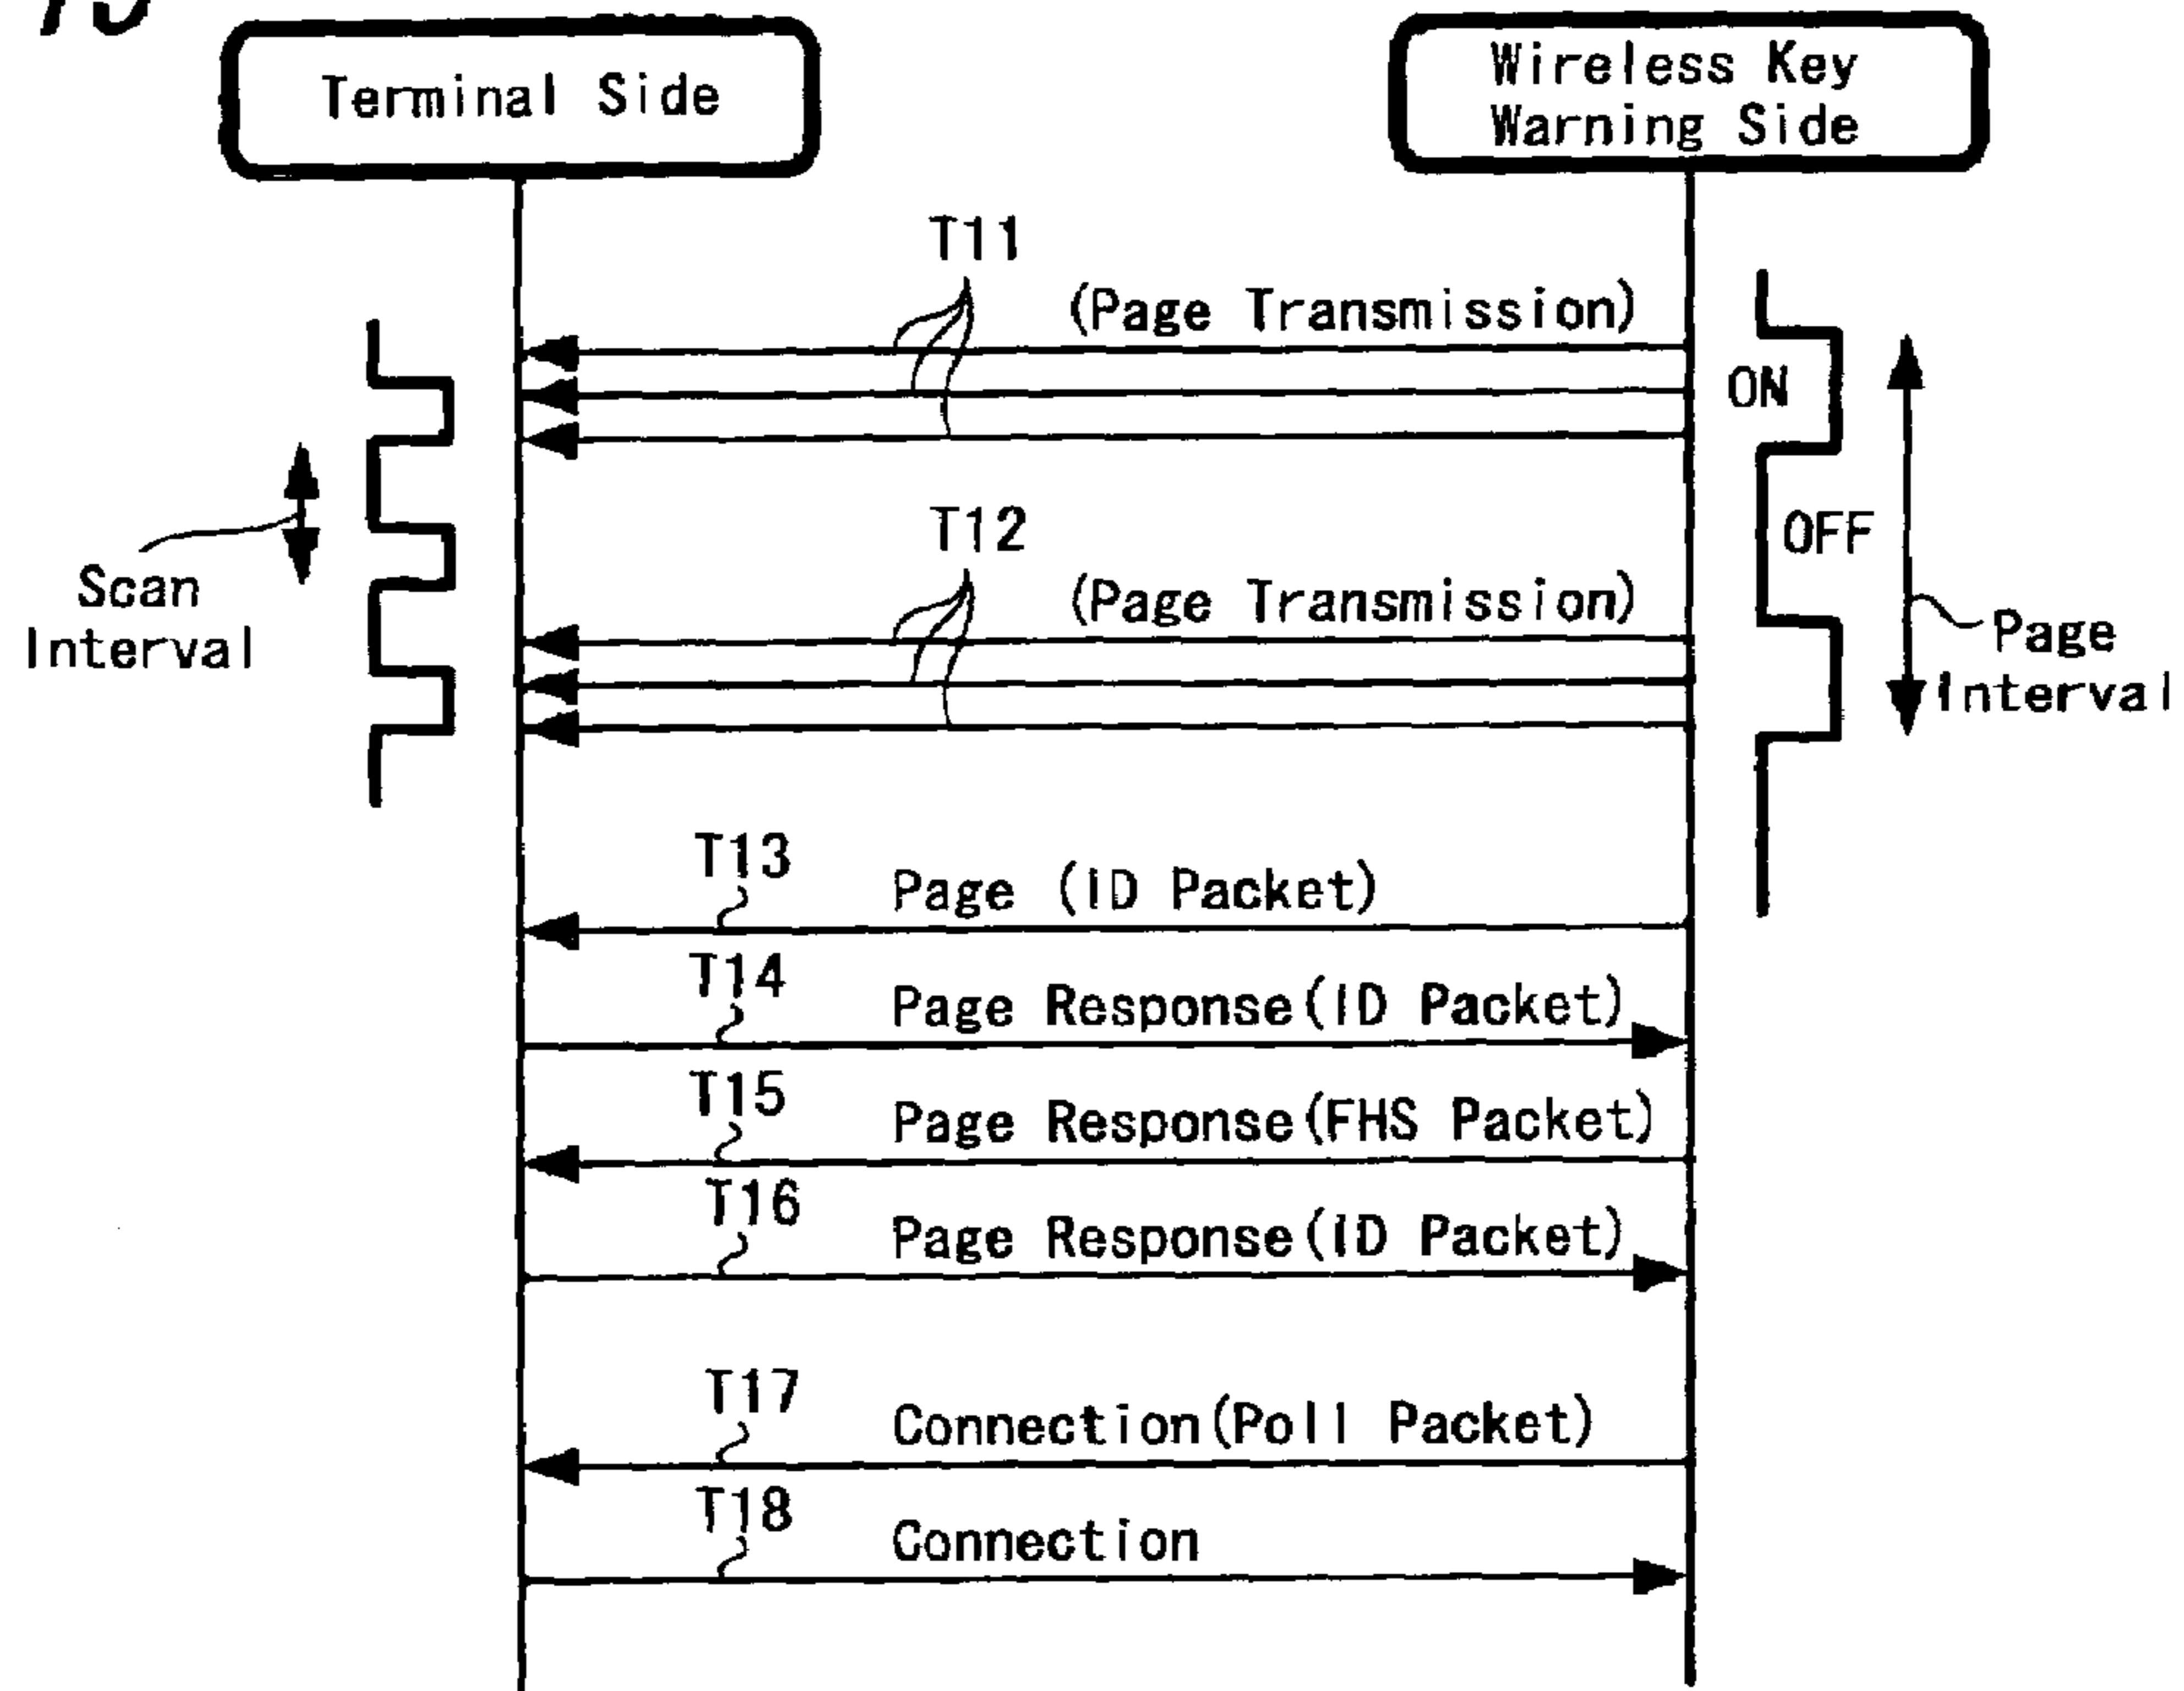 Terminal Side
Wireless Key
Warning Side
T11
(Page Transmission)
ON
T12
OFF
Scan
Interval
(Page Transmission)
Page
Interval
T13
Page (ID Packet)
T14
Page Response(ID Packet)
T15
Page Response(FHS Packet)
T16
Page Response(ID Packet)
T17
Connection(Poll Packet)
T18
Connection